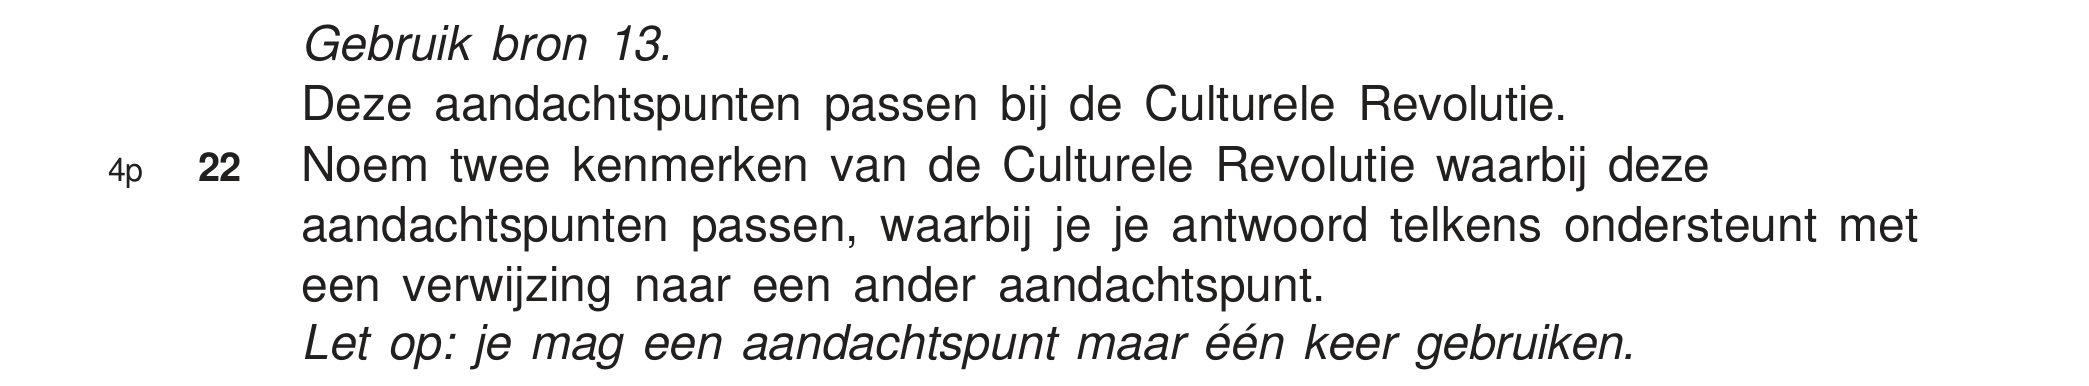 Gebruik bron 13.
Deze aandachtspunten passen bij de Culturele Revolutie.
4p 22 Noem twee kenmerken van de Culturele Revolutie waarbij deze
aandachtspunten passen, waarbij je je antwoord telkens ondersteunt met
een verwijzing naar een ander aandachtspunt.
Let op: je mag een aandachtspunt maar één keer gebruiken.